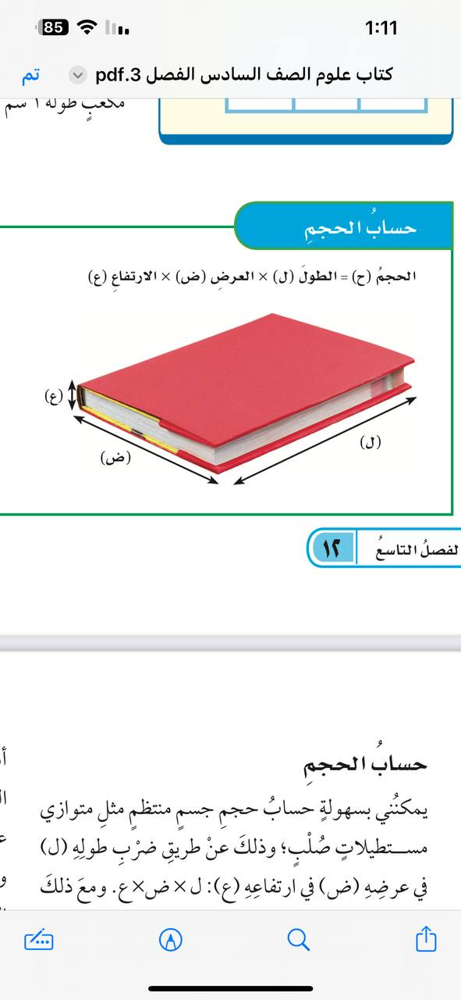 1:11
85
كتاب علوم الصف السادس الفصل 3.pdf
تم
مكعبٍ طوله ١ سم
حسابُ الحجمِ
الحجمُ (ح) = الطولَ (ل) × العرضِ (ض) × الارتفاعِ (ع)
(ع)
(ض)
(ل)
لفصلُ التاسعُ
١٢
حسابُ الحجمِ
يمكنُني بسهولةٍ حسابُ حجمِ جسمٍ منتظمٍ مثلِ متوازي
مستطيلاتٍ صُلْبٍ؛ وذلكَ عنْ طريقِ ضرْبِ طولِهِ (ل)
في عرضِهِ (ض) في ارتفاعِهِ (ع): ل × ض × ع. ومعَ ذلكَ